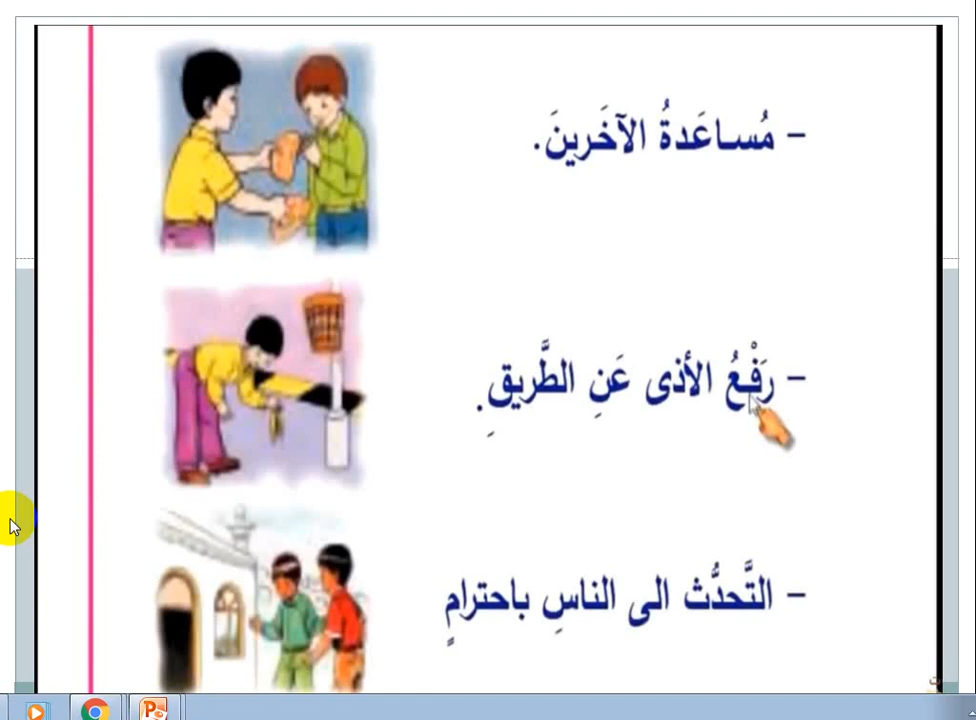 - مُساعَدةُ الآخَرينَ.
- رَفْعُ الأذى عَنِ الطَّريقِ.
- التَّحدُّث الى الناسِ باحترامٍ